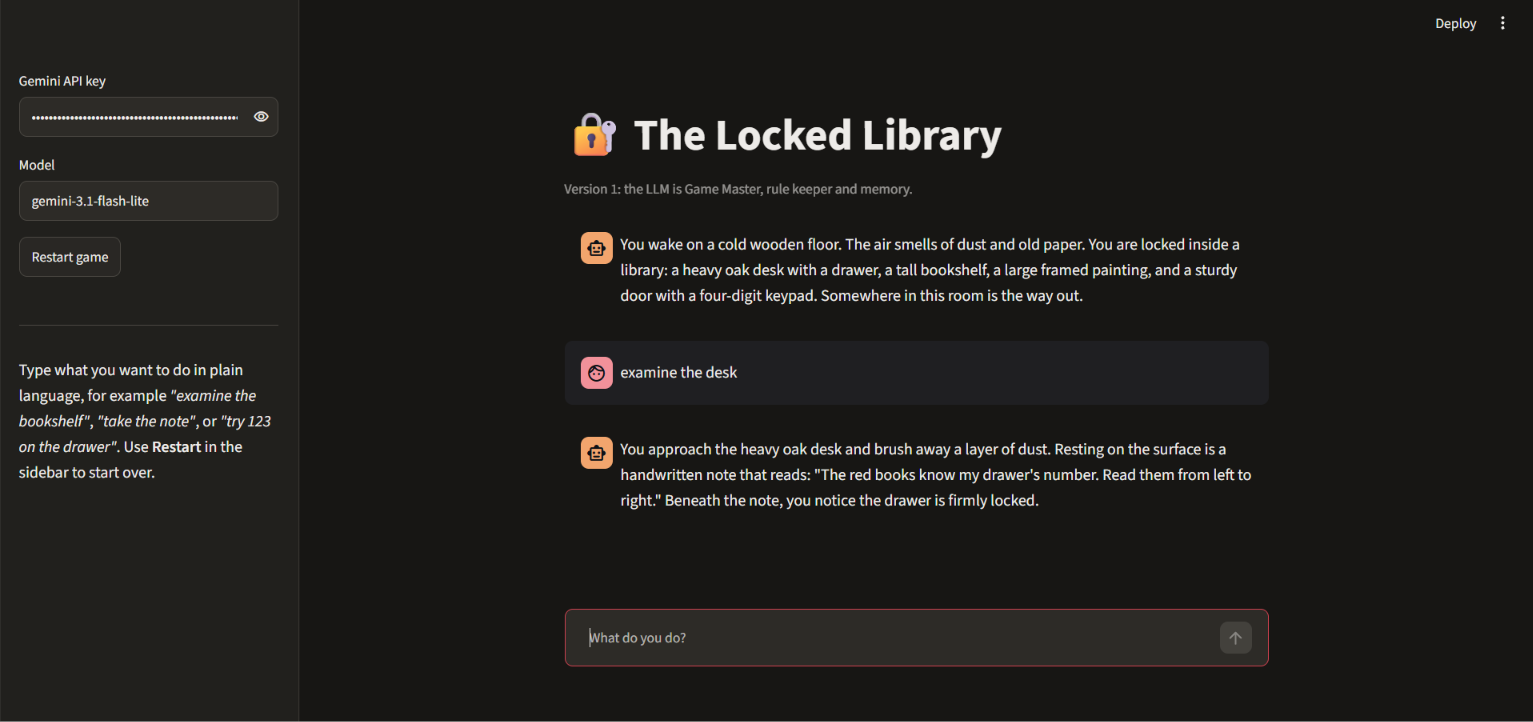 Deploy
Gemini API key
Model
gemini-3.1-flash-lite
Restart game
Type what you want to do in plain
language, for example "examine the
bookshelf", "take the note", or "try 123
on the drawer". Use Restart in the
sidebar to start over.
The Locked Library
Version 1: the LLM is Game Master, rule keeper and memory.
You wake on a cold wooden floor. The air smells of dust and old paper. You are locked inside a
library: a heavy oak desk with a drawer, a tall bookshelf, a large framed painting, and a sturdy
door with a four-digit keypad. Somewhere in this room is the way out.
examine the desk
You approach the heavy oak desk and brush away a layer of dust. Resting on the surface is a
handwritten note that reads: "The red books know my drawer's number. Read them from left to
right." Beneath the note, you notice the drawer is firmly locked.
What do you do?